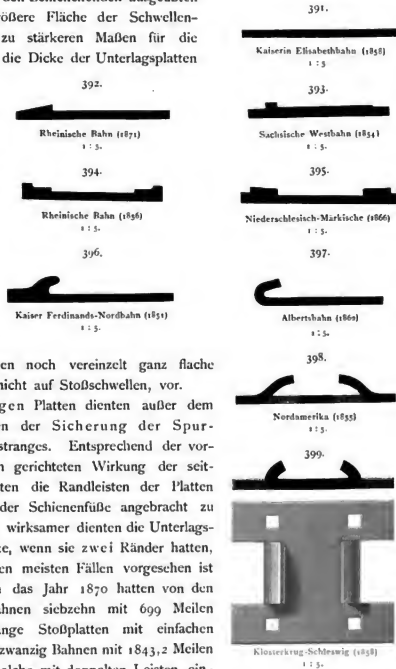 391.
größere Fläche der Schwellen-
zu stärkeren Maßen für die
die Dicke der Unterlagsplatten
Kaiserin Elisabethbahn (1858)
1 : 5
392.
Rheinische Bahn (1871)
1 : 5.
393.
Sächsische Westbahn (1854)
1 : 5.
394.
Rheinische Bahn (1856)
1 : 5.
395.
Niederschlesisch-Märkische (1866)
1 : 5.
396.
Kaiser Ferdinands-Nordbahn (1851)
1 : 5.
397.
Albertsbahn (1860)
1 : 5.
398.
Nordamerika (1855)
1 : 5.
399.
Klosterkrug-Schleswig (1858)
1 : 5.
en noch vereinzelt ganz flache
nicht auf Stoßschwellen, vor.
gen Platten dienten außer dem
en der Sicherung der Spur-
stranges. Entsprechend der vor-
n gerichteten Wirkung der seit-
ten die Randleisten der Platten
der Schienenfüße angebracht zu
wirksamer dienten die Unterlags-
te, wenn sie zwei Ränder hatten,
en meisten Fällen vorgesehen ist
n das Jahr 1870 hatten von den
ahnen siebzehn mit 699 Meilen
nge Stoßplatten mit einfachen
zwanzig Bahnen mit 1843,2 Meilen